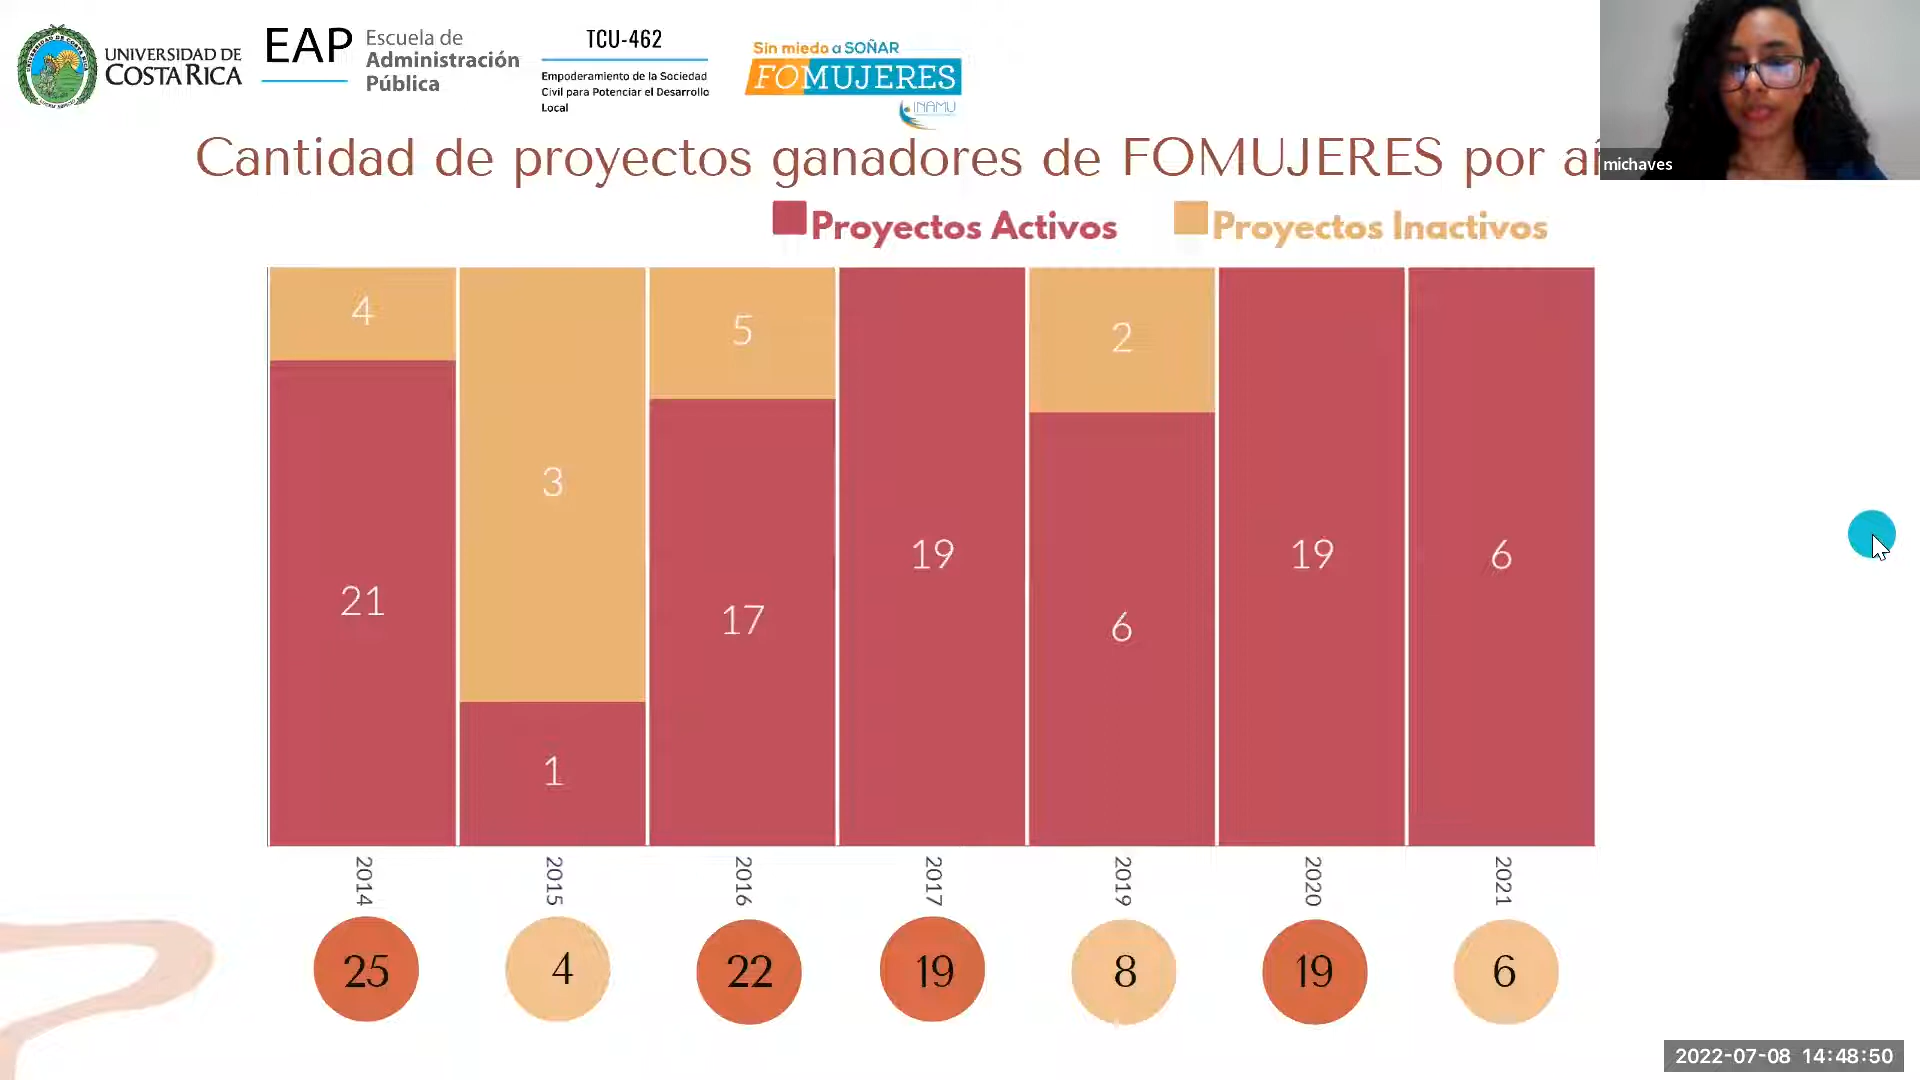 UNIVERSIDAD DE
COSTA RICA
EAP
Escuela de
Administración
Pública
TCU-462
Empoderamiento de la Sociedad
Civil para Potenciar el Desarrollo
Local
Sin miedo a SOÑAR
FOMUJERES
INAMU
michaves
Cantidad de proyectos ganadores de FOMUJERES por
Proyectos Activos
Proyectos Inactivos
4
5
2
3
19
19
6
21
17
6
1
2014
2015
2016
2017
2019
2020
2021
25
4
22
19
8
19
6
2022-07-08 14:48:50